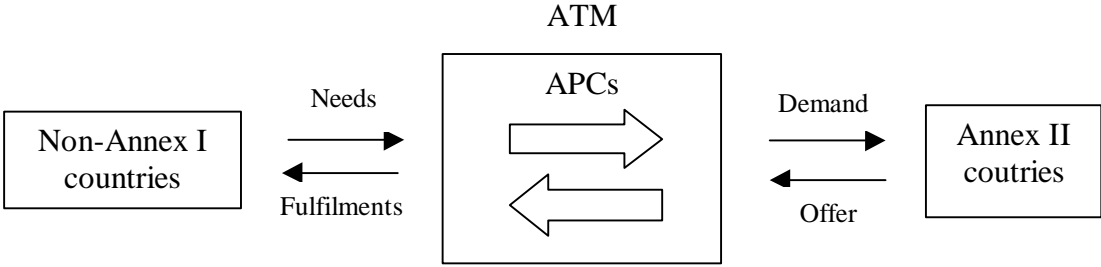 ATM
APCs
Needs
Demand
Non-Annex I
countries
Annex II
coutries
Fulfilments
Offer